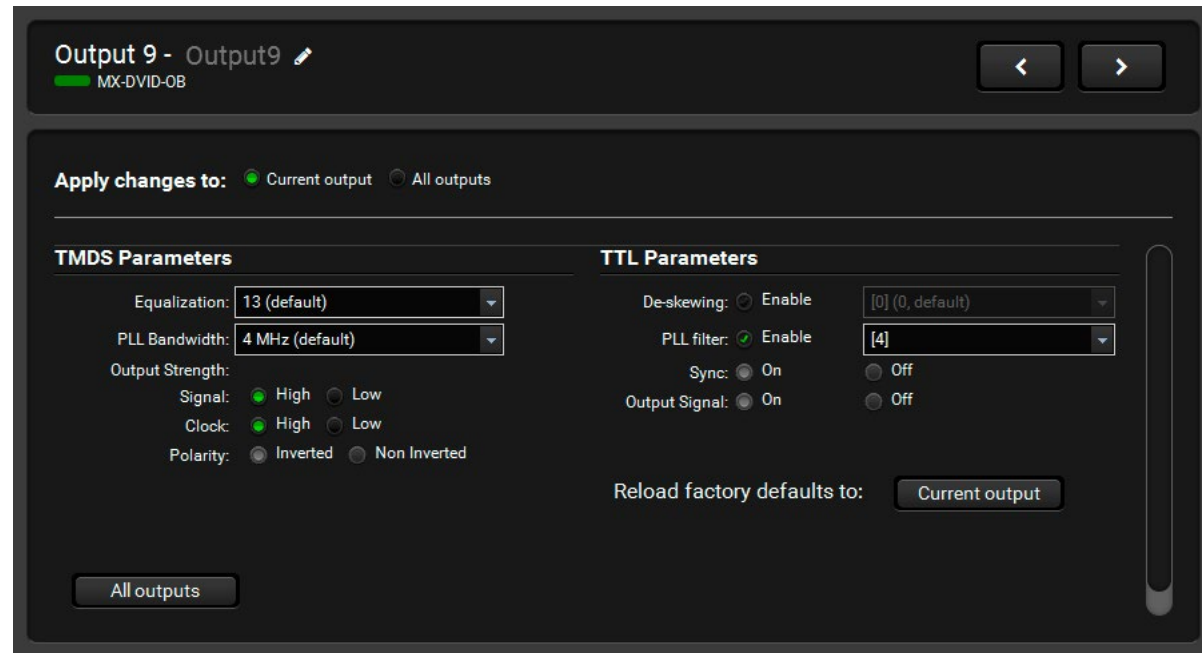 Output 9 - Output9
MX-DVID-OB
Apply changes to: Current output All outputs
TMDS Parameters
Equalization: 13 (default)
PLL Bandwidth: 4 MHz (default)
Output Strength:
Signal: High Low
Clock: High Low
Polarity: Inverted Non Inverted
TTL Parameters
De-skewing: Enable [0] (0, default)
PLL filter: Enable [4]
Sync: On Off
Output Signal: On Off
Reload factory defaults to: Current output
All outputs